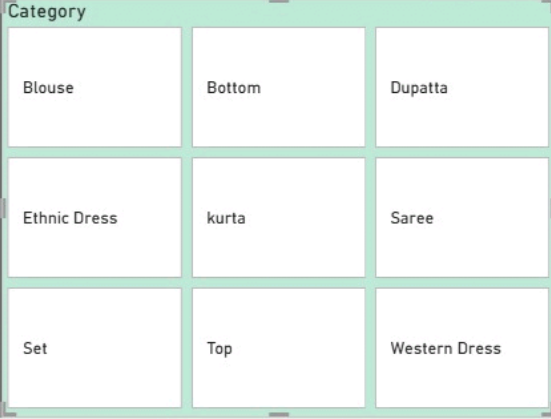 Category
Blouse
Bottom
Dupatta
Ethnic Dress
kurta
Saree
Set
Top
Western Dress